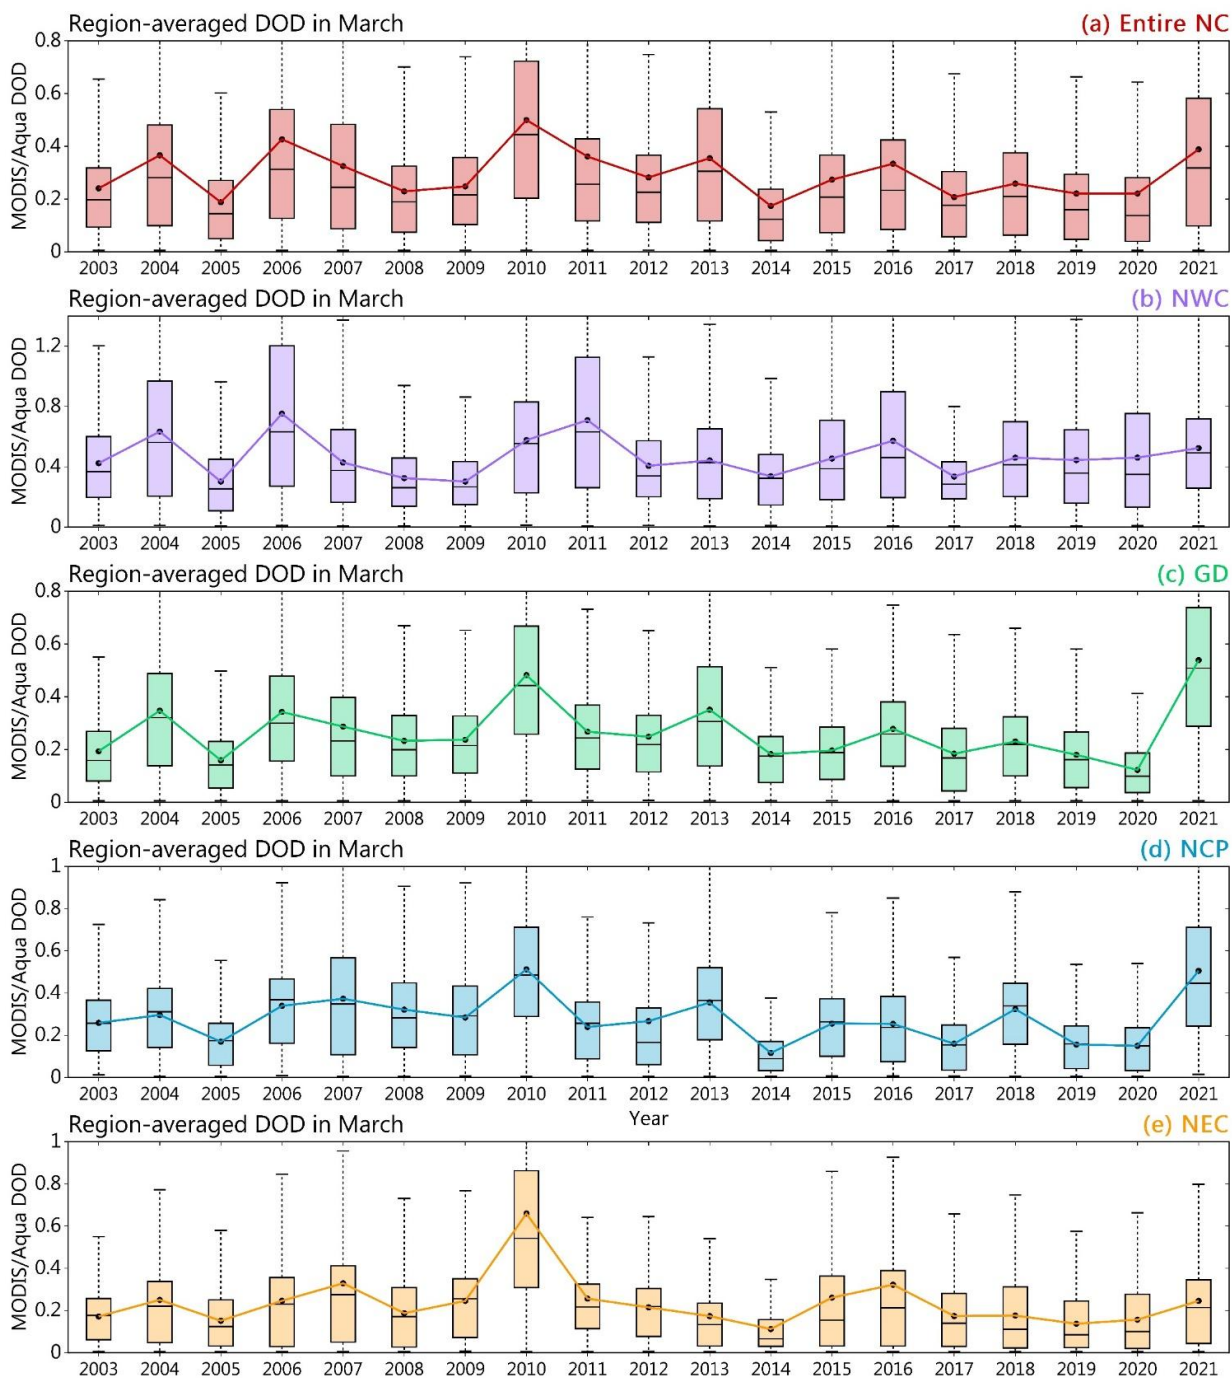 Region-averaged DOD in March (a) Entire NC
MODIS/Aqua DOD
0.8
0.6
0.4
0.2
0
2003 2004 2005 2006 2007 2008 2009 2010 2011 2012 2013 2014 2015 2016 2017 2018 2019 2020 2021
Region-averaged DOD in March (b) NWC
MODIS/Aqua DOD
1.2
0.8
0.4
0
2003 2004 2005 2006 2007 2008 2009 2010 2011 2012 2013 2014 2015 2016 2017 2018 2019 2020 2021
Region-averaged DOD in March (c) GD
MODIS/Aqua DOD
0.8
0.6
0.4
0.2
0
2003 2004 2005 2006 2007 2008 2009 2010 2011 2012 2013 2014 2015 2016 2017 2018 2019 2020 2021
Region-averaged DOD in March (d) NCP
MODIS/Aqua DOD
1
0.8
0.6
0.4
0.2
0
2003 2004 2005 2006 2007 2008 2009 2010 2011 2012 2013 2014 2015 2016 2017 2018 2019 2020 2021
Year
Region-averaged DOD in March (e) NEC
MODIS/Aqua DOD
1
0.8
0.6
0.4
0.2
0
2003 2004 2005 2006 2007 2008 2009 2010 2011 2012 2013 2014 2015 2016 2017 2018 2019 2020 2021